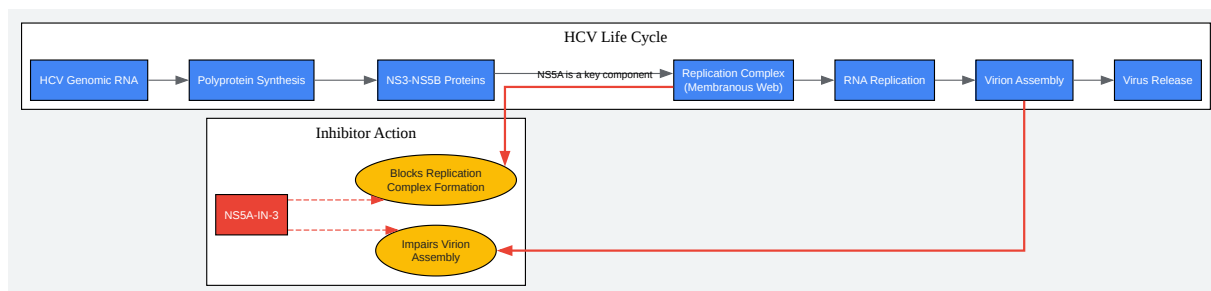 HCV Life Cycle
HCV Genomic RNA
Polyprotein Synthesis
NS3-NS5B Proteins
NS5A is a key component
Replication Complex
(Membranous Web)
RNA Replication
Virion Assembly
Virus Release
Inhibitor Action
NS5A-IN-3
Blocks Replication
Complex Formation
Impairs Virion
Assembly